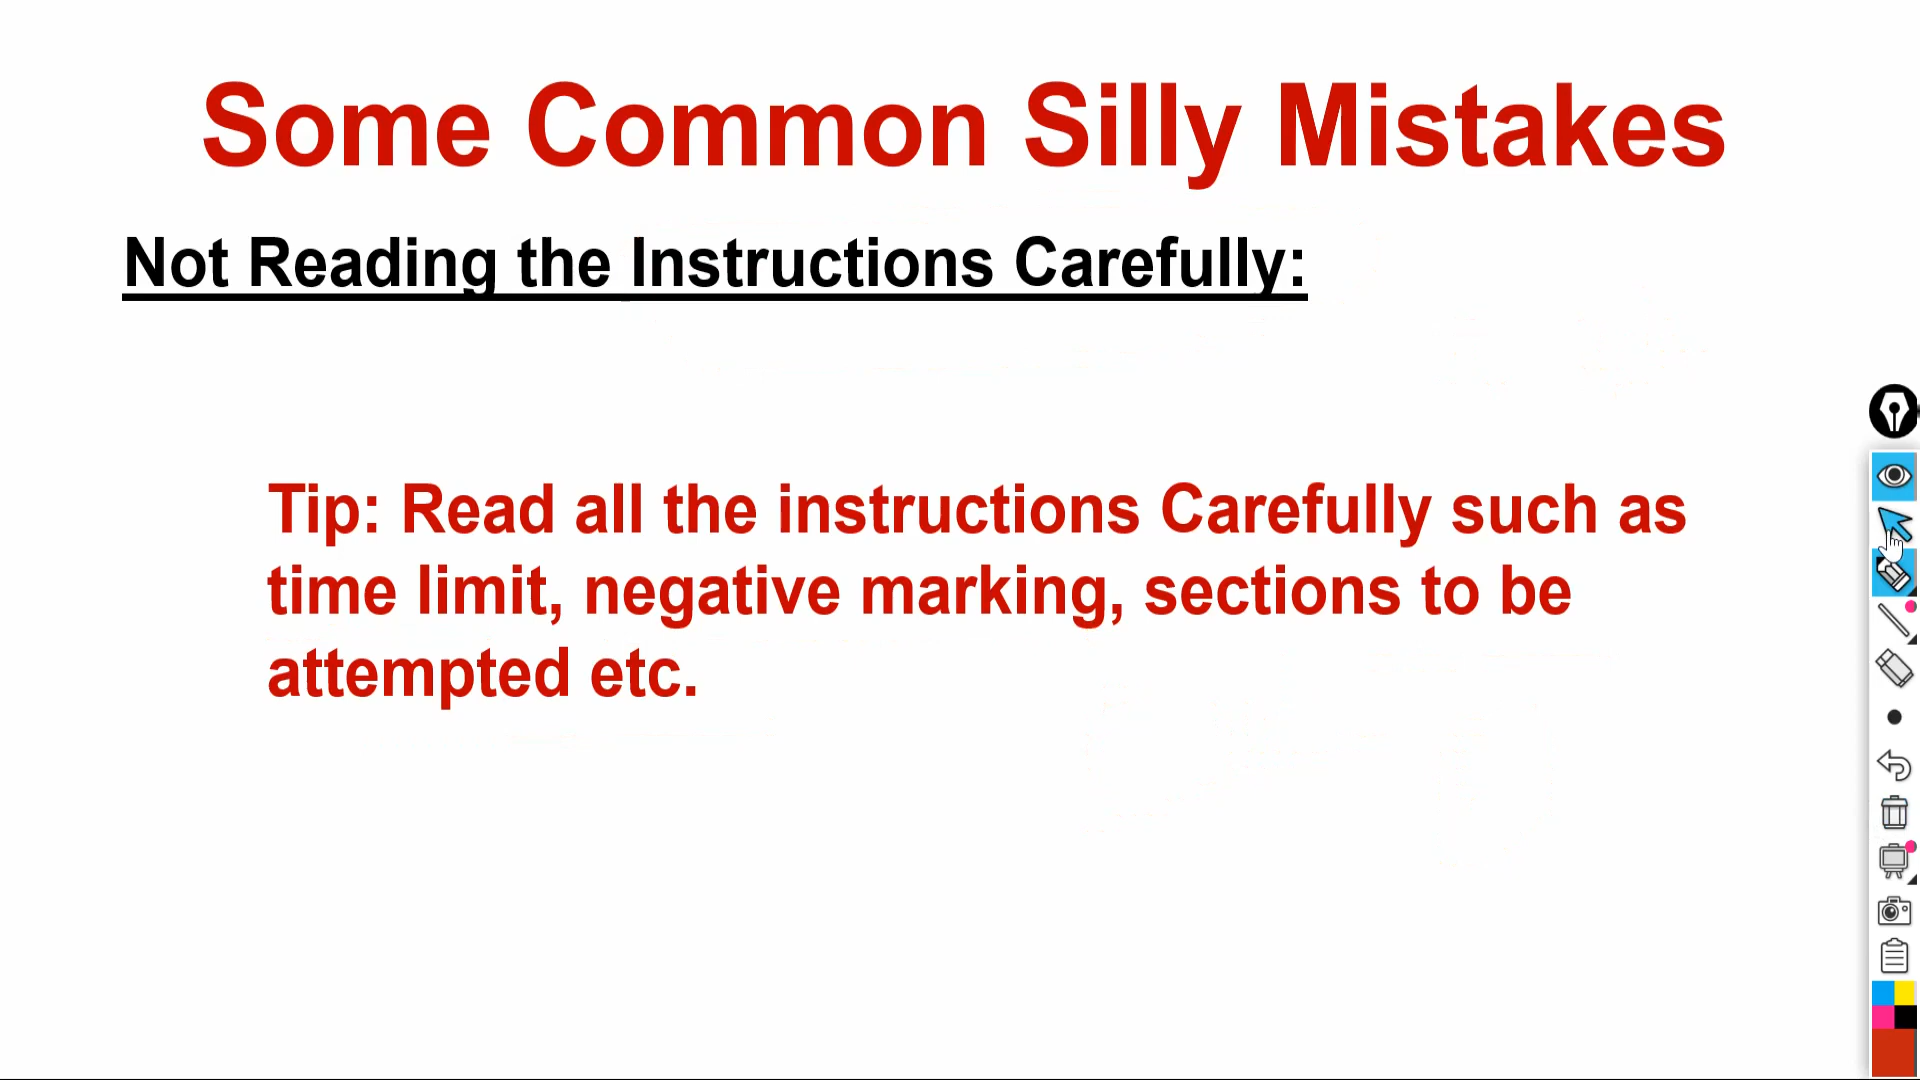 Some Common Silly Mistakes
Not Reading the Instructions Carefully:
Tip: Read all the instructions Carefully such as
time limit, negative marking, sections to be
attempted etc.